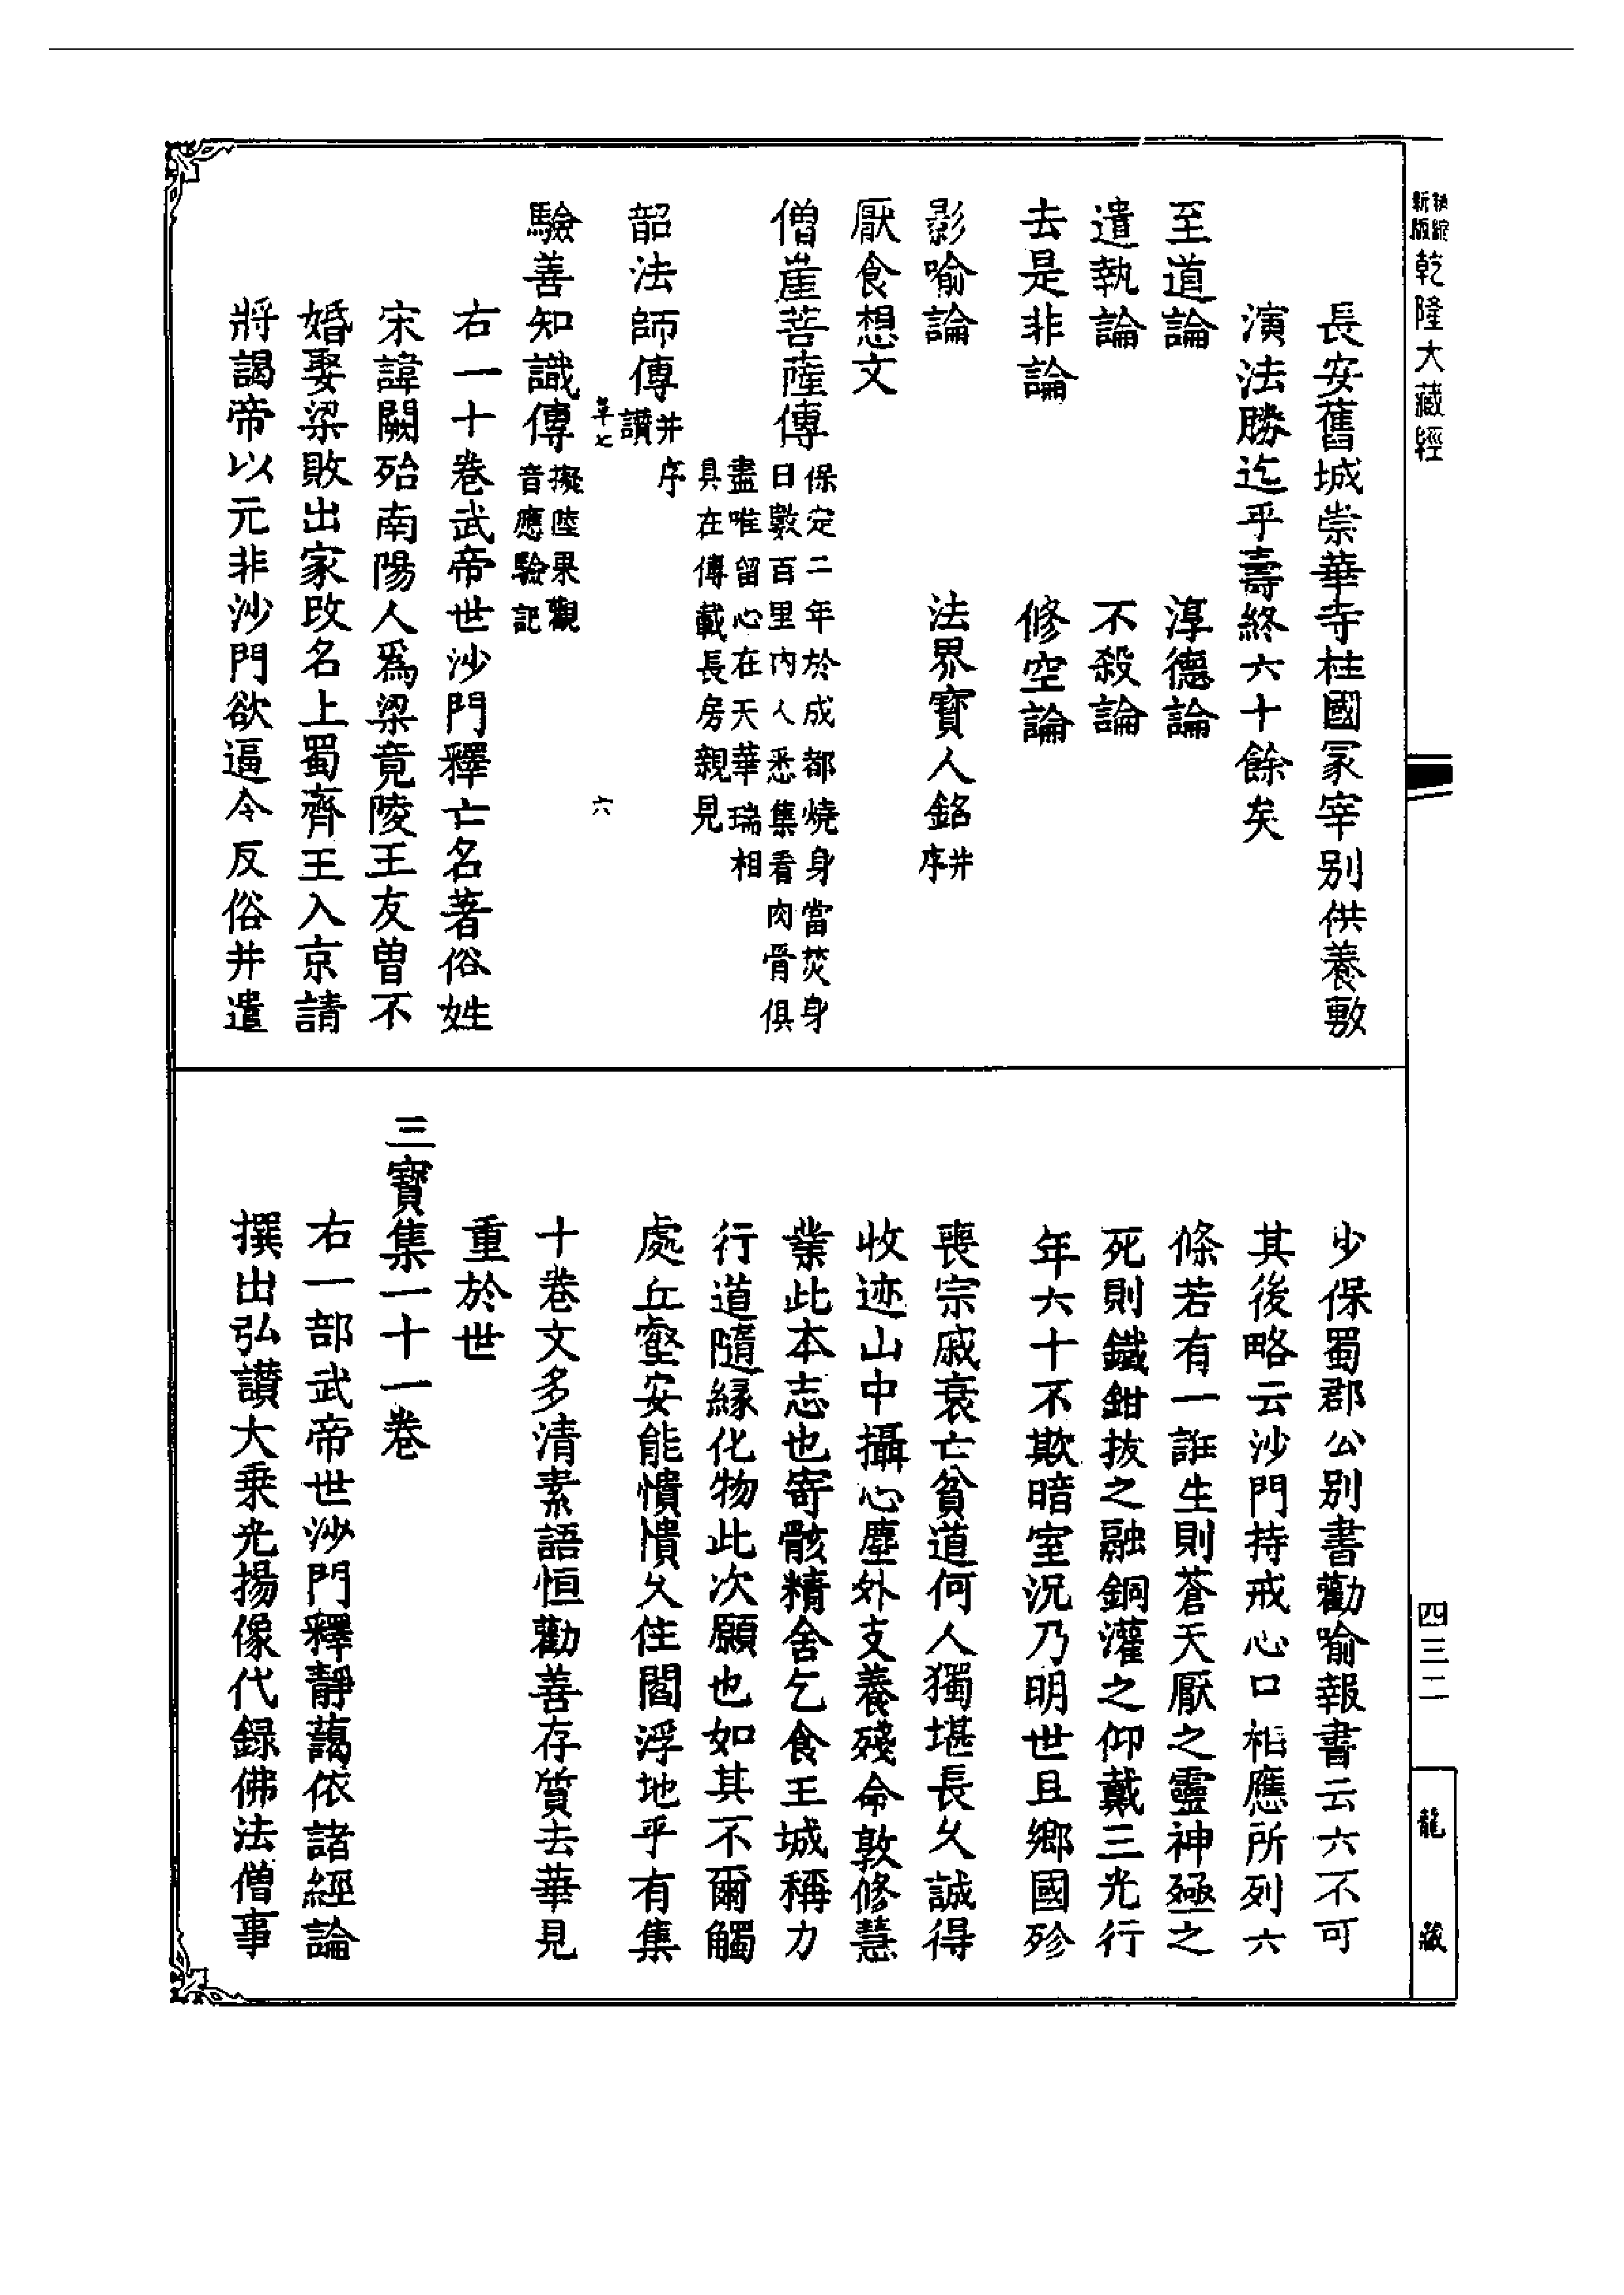 新版 精縮 乾隆大藏經
長安舊城崇華寺柱國冢宰别供養敷
演法勝迄乎壽終六十餘矣
至道論 淳德論
遣執論 不殺論
去是非論 修空論
影喻論 法界寶人銘并序
厭食想文
僧崖菩薩傳保定二年於成都燒身當焚身
日數百里内人悉集看肉骨俱
盡唯留心在天華瑞相
具在傳載長房親見
韶法師傳并序
讚
草七 六
驗善知識傳擬陸杲觀
音應驗記
右一十卷武帝世沙門釋亡名著俗姓
宋諱闕殆南陽人爲梁竟陵王友曽不
婚娶梁敗出家改名上蜀齊王入京請
將謁帝以元非沙門欲逼令反俗并遣
少保蜀郡公别書勸喻報書云六不可
其後略云沙門持戒心口相應所列六
條若有一誑生則蒼天厭之靈神殛之
死則鐵鉗拔之融銅灌之仰戴三光行
年六十不欺暗室況乃明世且鄉國殄
喪宗戚衰亡貧道何人獨堪長久誠得
收迹山中攝心塵外支養殘命敦修慧
業此本志也寄骸精舍乞食王城稱力
行道隨緣化物此次願也如其不爾觸
處丘壑安能憒憒久住閻浮地乎有集
十卷文多清素語恒勸善存質去華見
重於世
三寶集一十一卷
右一部武帝世沙門釋靜藹依諸經論
撰出弘讚大乘光揚像代録佛法僧事
四三二
龍藏